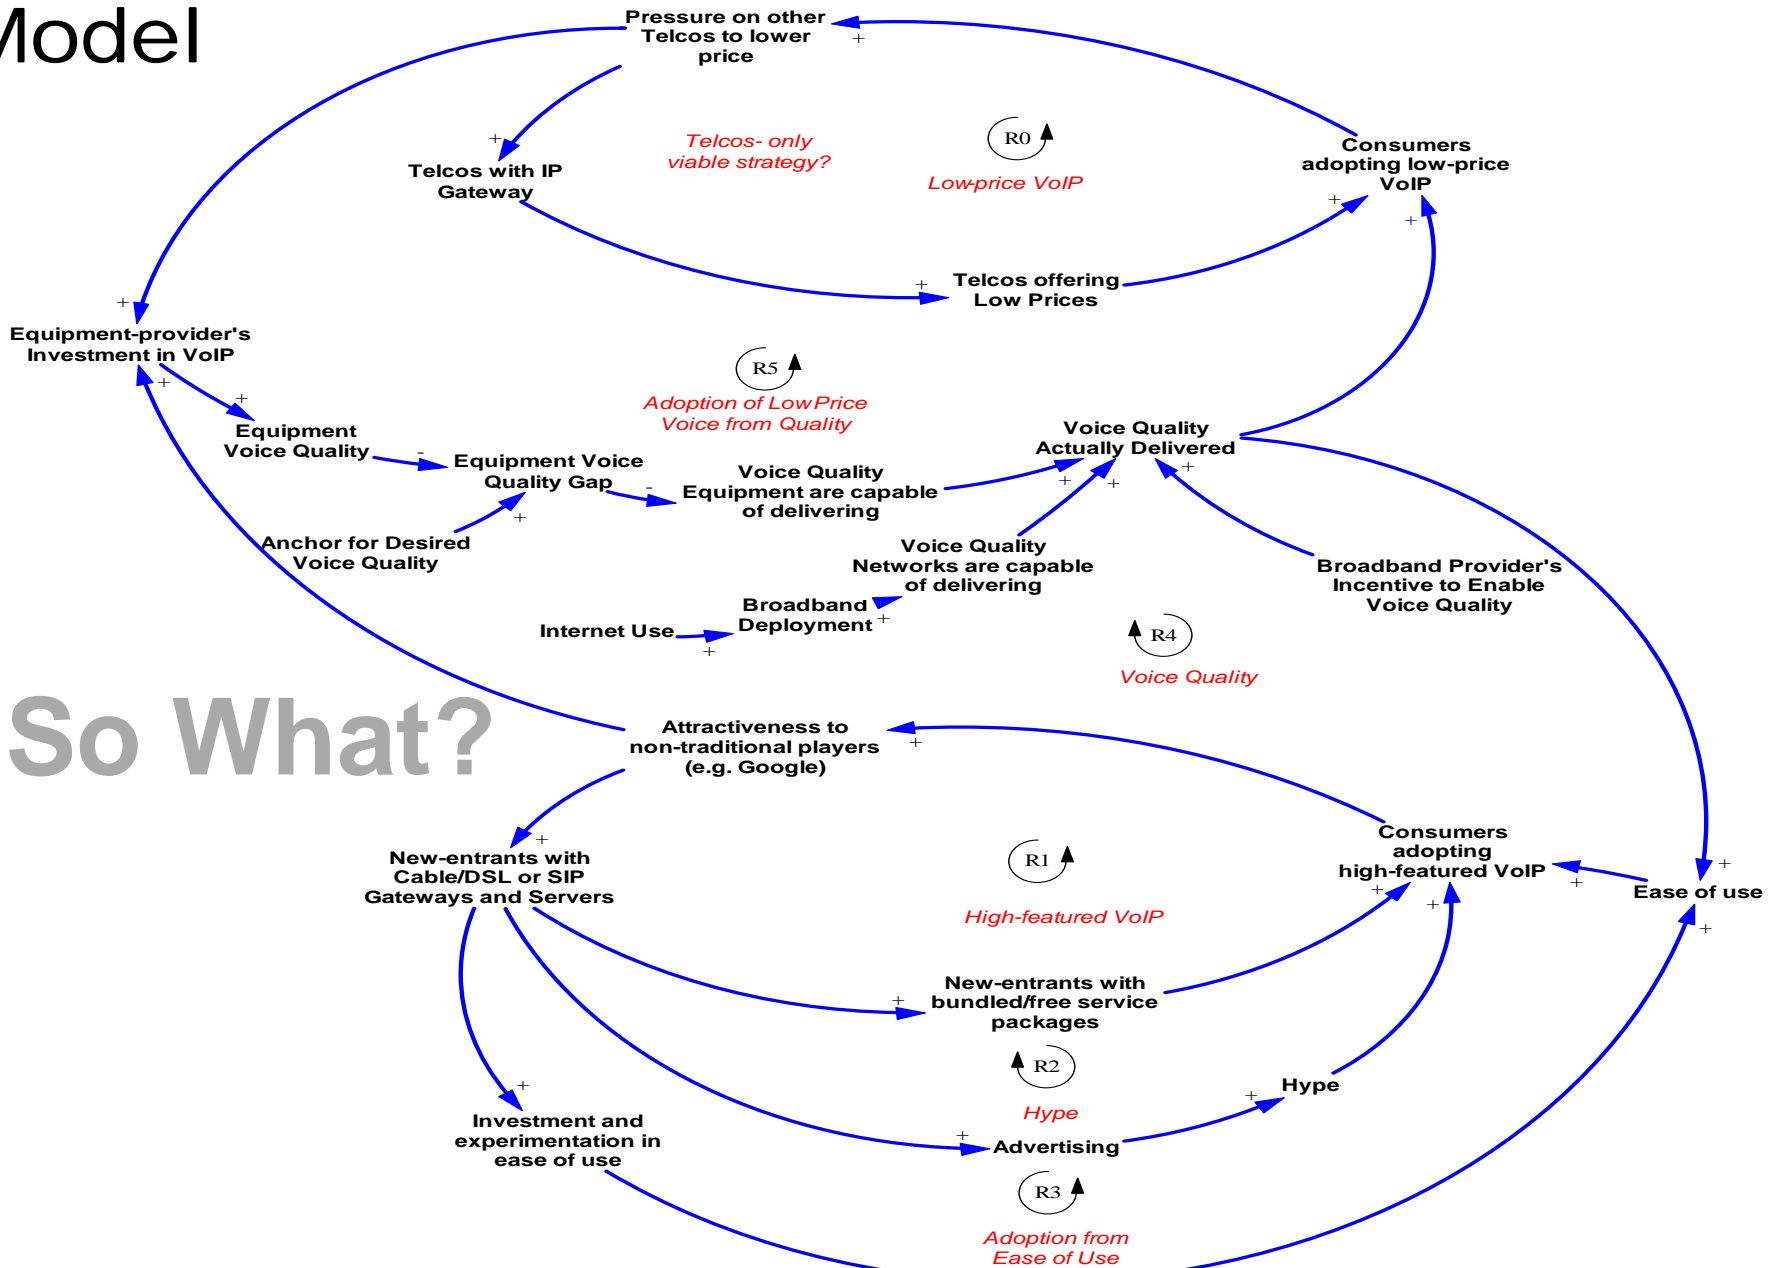 Model
Pressure on other
Telcos to lower
price
+
+
Telcos- only
viable strategy?
R0
Low-price VoIP
Consumers
adopting low-price
VoIP
+
+
Telcos with IP
Gateway
+
Telcos offering
Low Prices
+
Equipment-provider's
Investment in VoIP
+
R5
Adoption of Low Price
Voice from Quality
+
Equipment
Voice Quality
-
Equipment Voice
Quality Gap
-
+
Anchor for Desired
Voice Quality
Voice Quality
Equipment are capable
of delivering
Voice Quality
Actually Delivered
+
+
+
Voice Quality
Networks are capable
of delivering
Broadband Provider's
Incentive to Enable
Voice Quality
Internet Use
+
Broadband
Deployment
+
R4
Voice Quality
So What?
Attractiveness to
non-traditional players
(e.g. Google)
+
+
New-entrants with
Cable/DSL or SIP
Gateways and Servers
R1
High-featured VoIP
Consumers
adopting
high-featured VoIP
+
+
+
+
Ease of use
+
+
New-entrants with
bundled/free service
packages
R2
Hype
+
Hype
+
Investment and
experimentation in
ease of use
+
Advertising
R3
Adoption from
Ease of Use